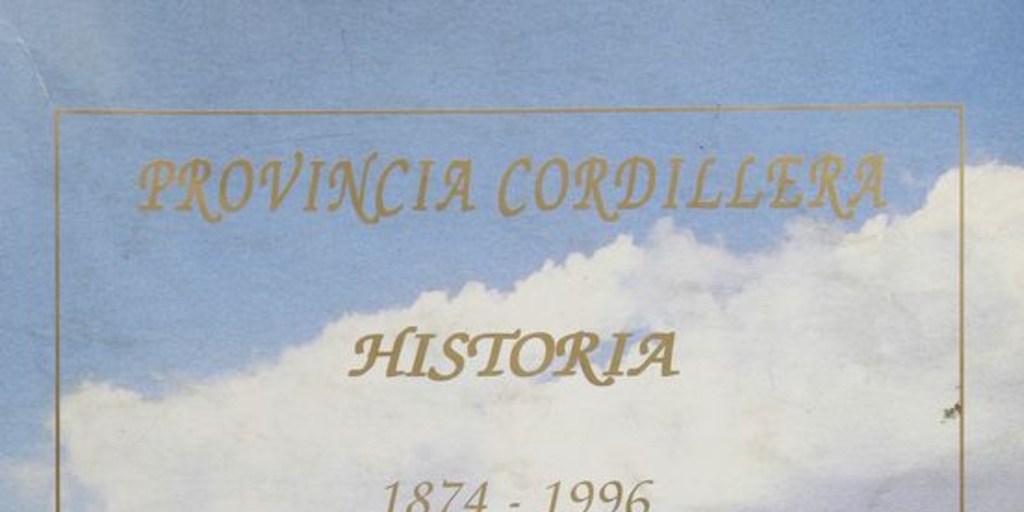 PROVINCIA CORDILLERA
HISTORIA
1874 - 1996